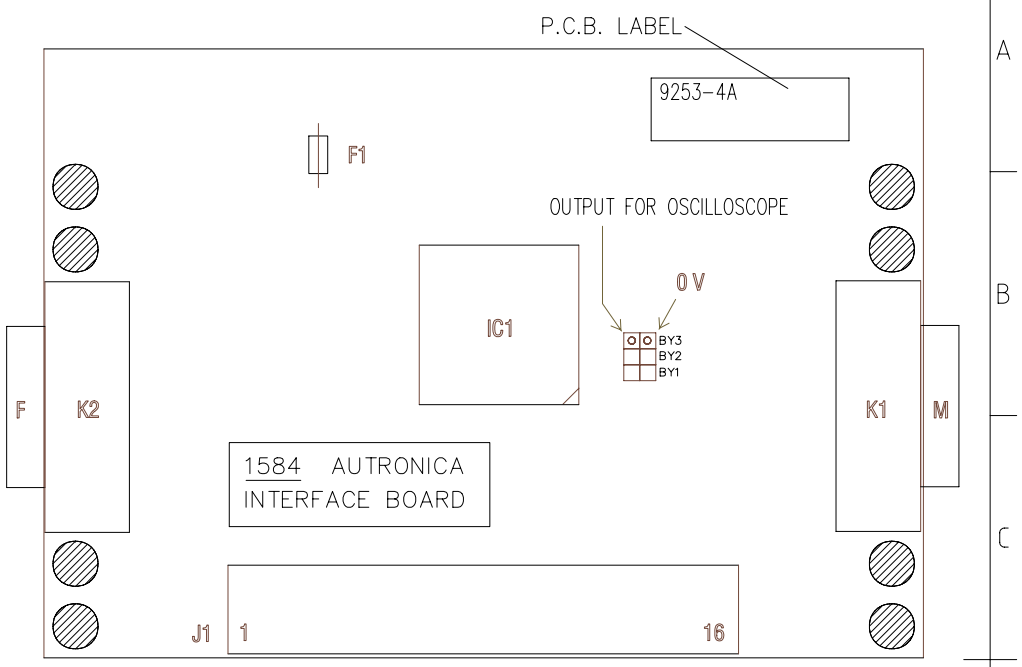 P.C.B. LABEL
A
9253-4A
F1
OUTPUT FOR OSCILLOSCOPE
0 V
B
IC1
BY3
BY2
BY1
F
K2
K1
M
1584 AUTRONICA
INTERFACE BOARD
C
J1
1
16